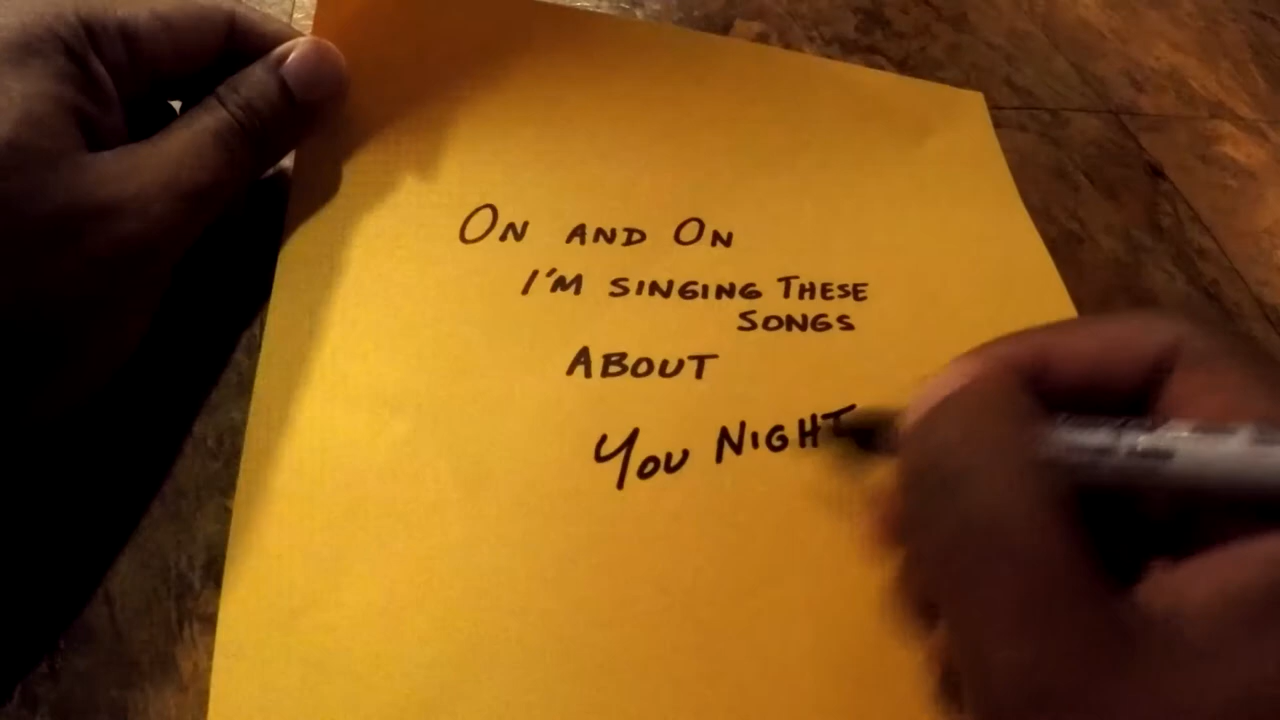 On and On
I'm singing these
songs
about
You Night